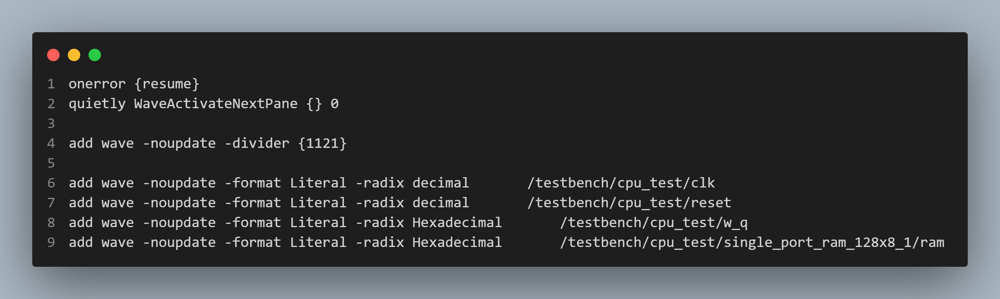 1 onerror {resume}
2 quietly WaveActivateNextPane {} 0
3
4 add wave -noupdate -divider {1121}
5
6 add wave -noupdate -format Literal -radix decimal       /testbench/cpu_test/clk
7 add wave -noupdate -format Literal -radix decimal       /testbench/cpu_test/reset
8 add wave -noupdate -format Literal -radix Hexadecimal       /testbench/cpu_test/w_q
9 add wave -noupdate -format Literal -radix Hexadecimal       /testbench/cpu_test/single_port_ram_128x8_1/ram